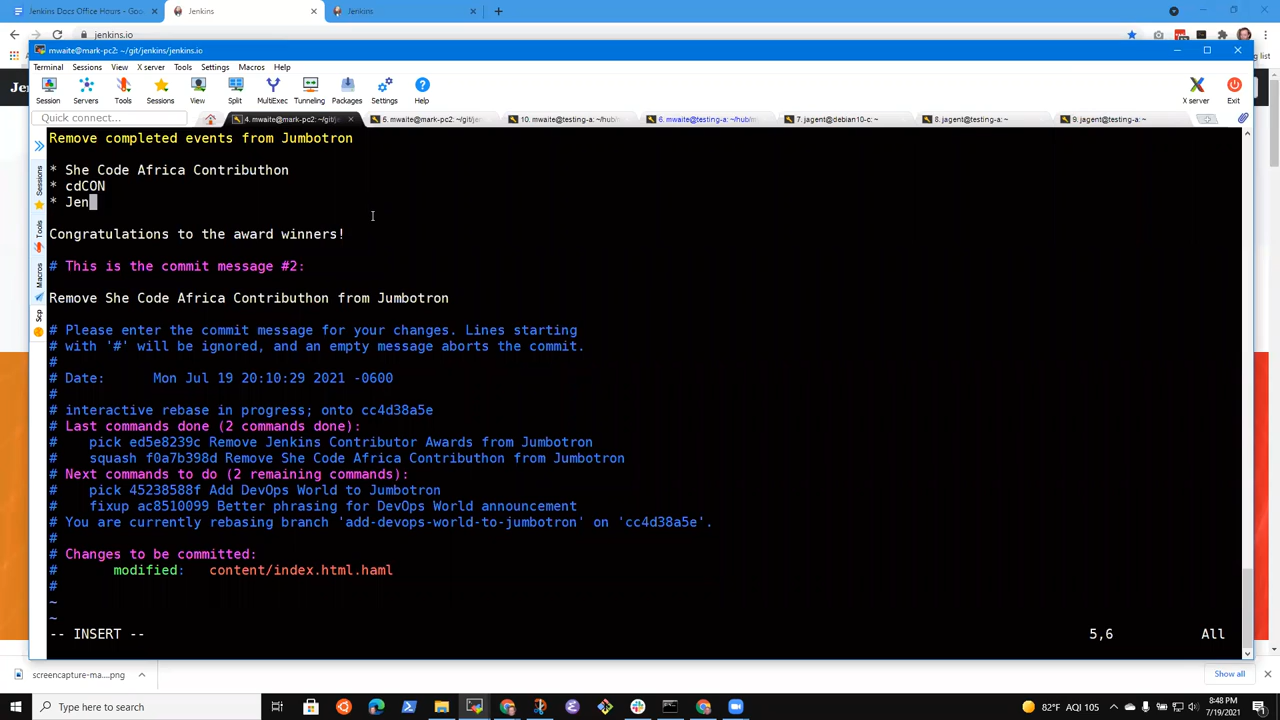 Jenkins Docs Office Hours - Goo
Jenkins
Jenkins
jenkins.io
mwaite@mark-pc2: ~/git/jenkins/jenkins.io
Terminal Sessions View X server Tools Settings Macros Help
Session Servers Tools Sessions View Split MultiExec Tunneling Packages Settings Help X server Exit
Quick connect...
4. mwaite@mark-pc2: ~/git/je
5. mwaite@mark-pc2: ~/git/jen
10. mwaite@testing-a: ~/hub/
6. mwaite@testing-a: ~/hub/m
7. jagent@debian10-c: ~
8. jagent@testing-a: ~
9. jagent@testing-a: ~
Sessions
Tools
Macros
Scp
Remove completed events from Jumbotron
* She Code Africa Contributhon
* cdCON
* Jen
Congratulations to the award winners!
# This is the commit message #2:
Remove She Code Africa Contributhon from Jumbotron
# Please enter the commit message for your changes. Lines starting
# with '#' will be ignored, and an empty message aborts the commit.
#
# Date:      Mon Jul 19 20:10:29 2021 -0600
#
# interactive rebase in progress; onto cc4d38a5e
# Last commands done (2 commands done):
#    pick ed5e8239c Remove Jenkins Contributor Awards from Jumbotron
#    squash f0a7b398d Remove She Code Africa Contributhon from Jumbotron
# Next commands to do (2 remaining commands):
#    pick 45238588f Add DevOps World to Jumbotron
#    fixup ac8510099 Better phrasing for DevOps World announcement
# You are currently rebasing branch 'add-devops-world-to-jumbotron' on 'cc4d38a5e'.
#
# Changes to be committed:
#       modified:   content/index.html.haml
#
~
~
-- INSERT -- 5,6 All
screencapture-ma....png
Show all
Type here to search
82°F AQI 105
8:48 PM
7/19/2021